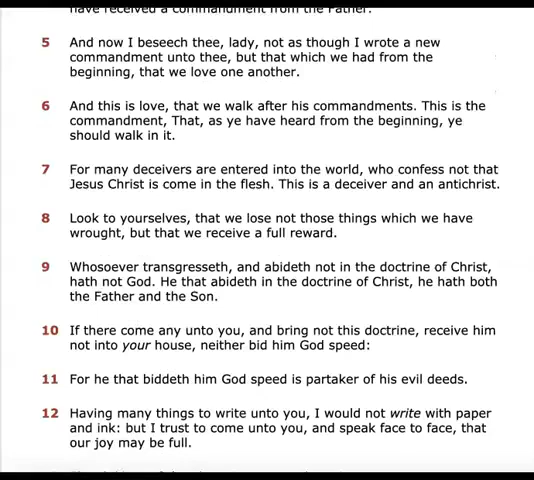 have received a commandment from the Father.
5 And now I beseech thee, lady, not as though I wrote a new
commandment unto thee, but that which we had from the
beginning, that we love one another.
6 And this is love, that we walk after his commandments. This is the
commandment, That, as ye have heard from the beginning, ye
should walk in it.
7 For many deceivers are entered into the world, who confess not that
Jesus Christ is come in the flesh. This is a deceiver and an antichrist.
8 Look to yourselves, that we lose not those things which we have
wrought, but that we receive a full reward.
9 Whosoever transgresseth, and abideth not in the doctrine of Christ,
hath not God. He that abideth in the doctrine of Christ, he hath both
the Father and the Son.
10 If there come any unto you, and bring not this doctrine, receive him
not into your house, neither bid him God speed:
11 For he that biddeth him God speed is partaker of his evil deeds.
12 Having many things to write unto you, I would not write with paper
and ink: but I trust to come unto you, and speak face to face, that
our joy may be full.